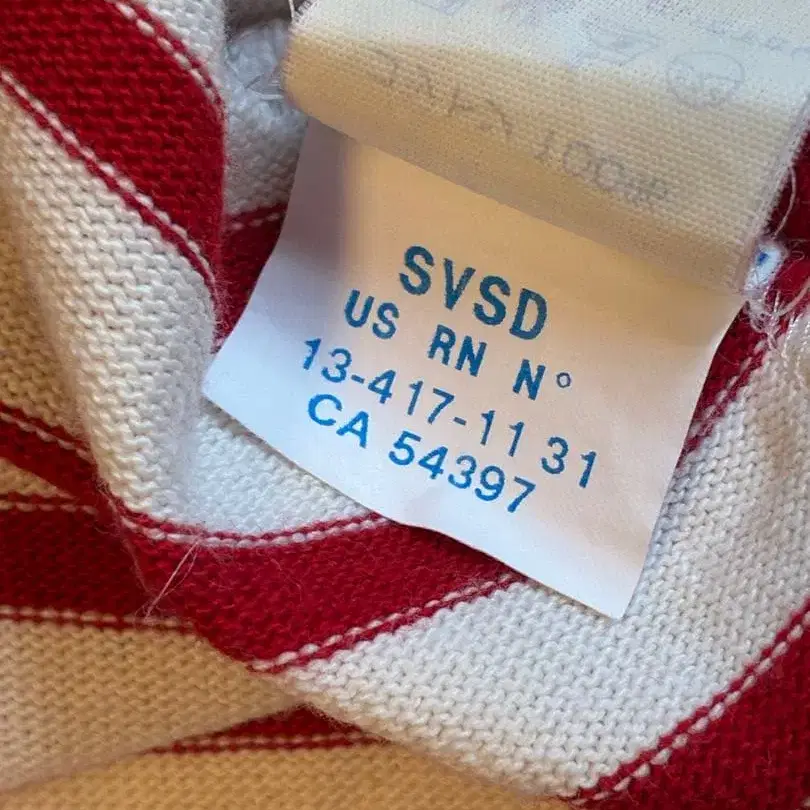 SVSD
US RN N°
13-417-11 31
CA 54397